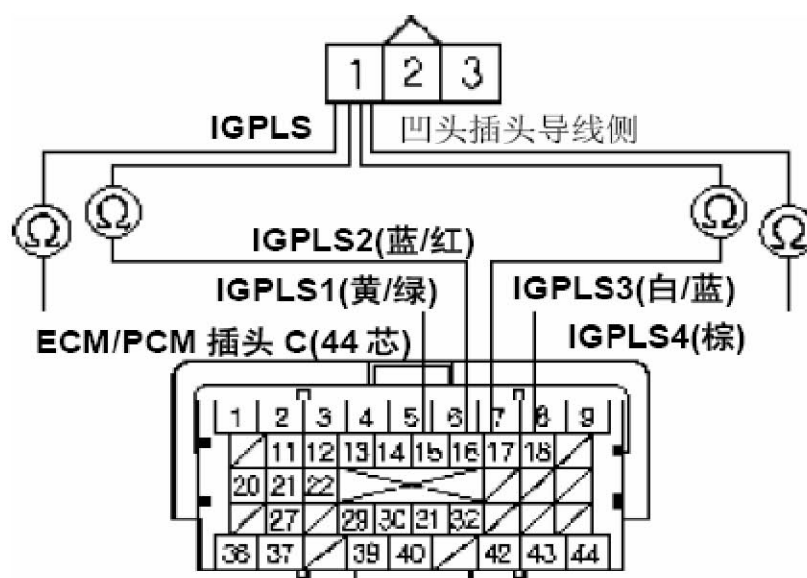 1 2 3
IGPLS 凹头插头导线侧
Ω Ω Ω Ω
IGPLS2(蓝/红)
IGPLS1(黄/绿) IGPLS3(白/蓝)
ECM/PCM 插头 C(44 芯) IGPLS4(棕)
1 2 3 4 5 6 7 8 9
11 12 13 14 15 16 17 18
20 21 22
27 29 30 31 32
36 37 39 40 42 43 44